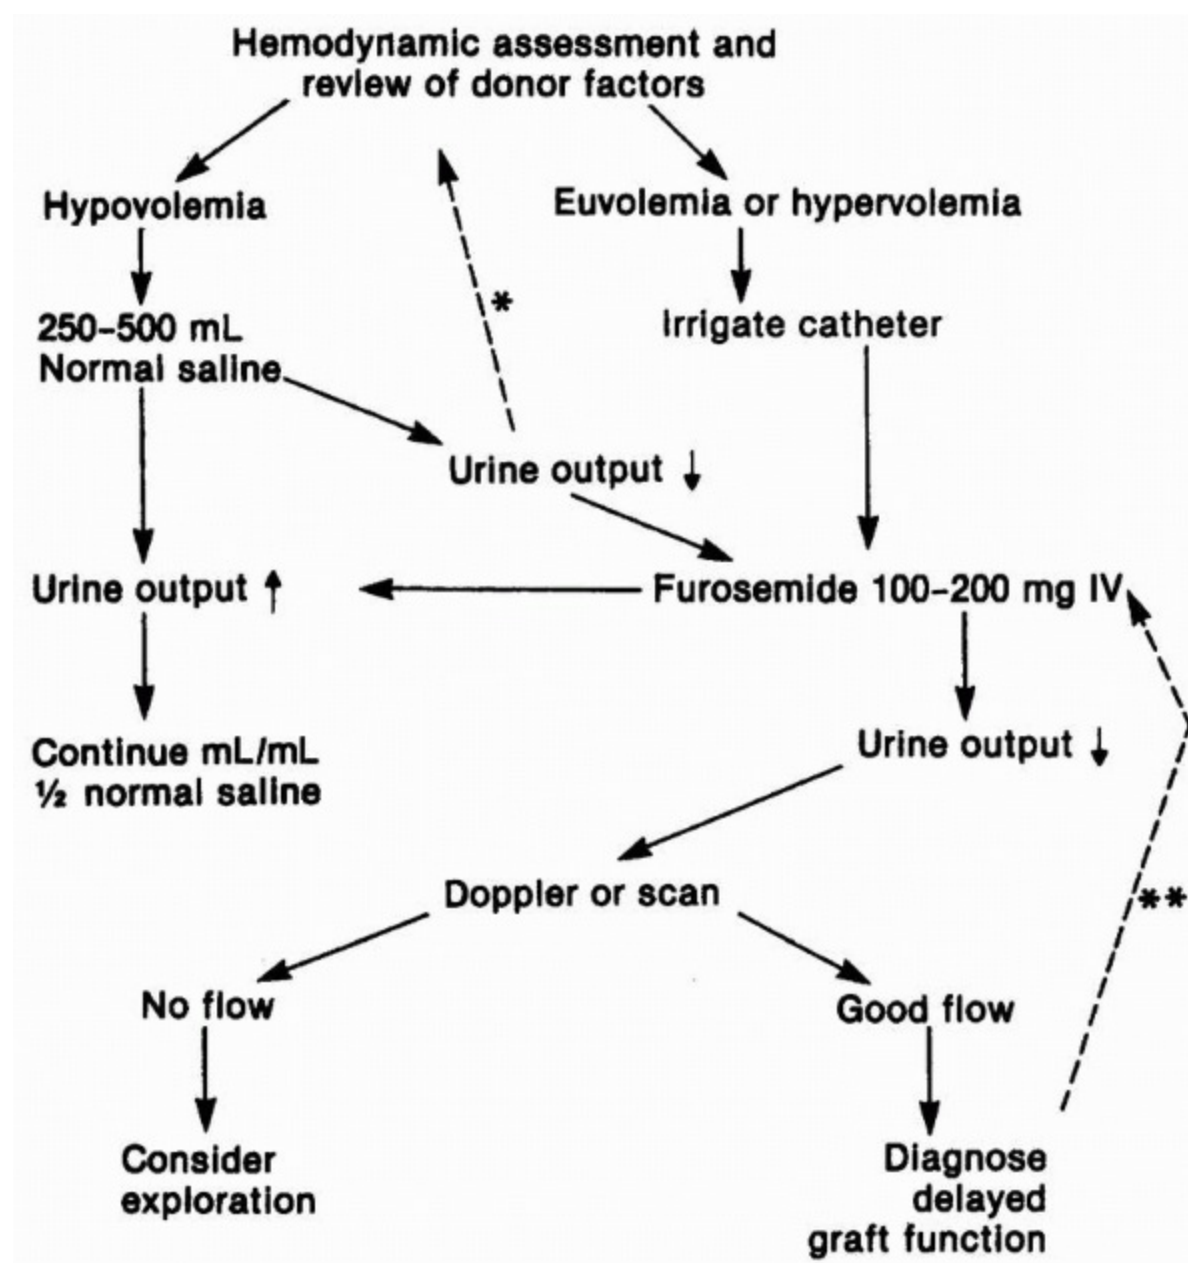 Hemodynamic assessment and
review of donor factors
Hypovolemia
Euvolemia or hypervolemia
250–500 mL
Normal saline
*
Irrigate catheter
Urine output ↓
Urine output ↑
Furosemide 100–200 mg IV
Continue mL/mL
½ normal saline
Urine output ↓
Doppler or scan
**
No flow
Good flow
Consider
exploration
Diagnose
delayed
graft function